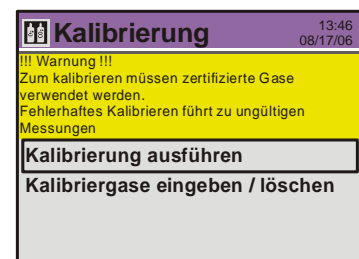 Kalibrierung
13:46
08/17/06
!!! Warnung !!!
Zum kalibrieren müssen zertifizierte Gase
verwendet werden.
Fehlerhaftes Kalibrieren führt zu ungültigen
Messungen
Kalibrierung ausführen
Kalibriergase eingeben / löschen